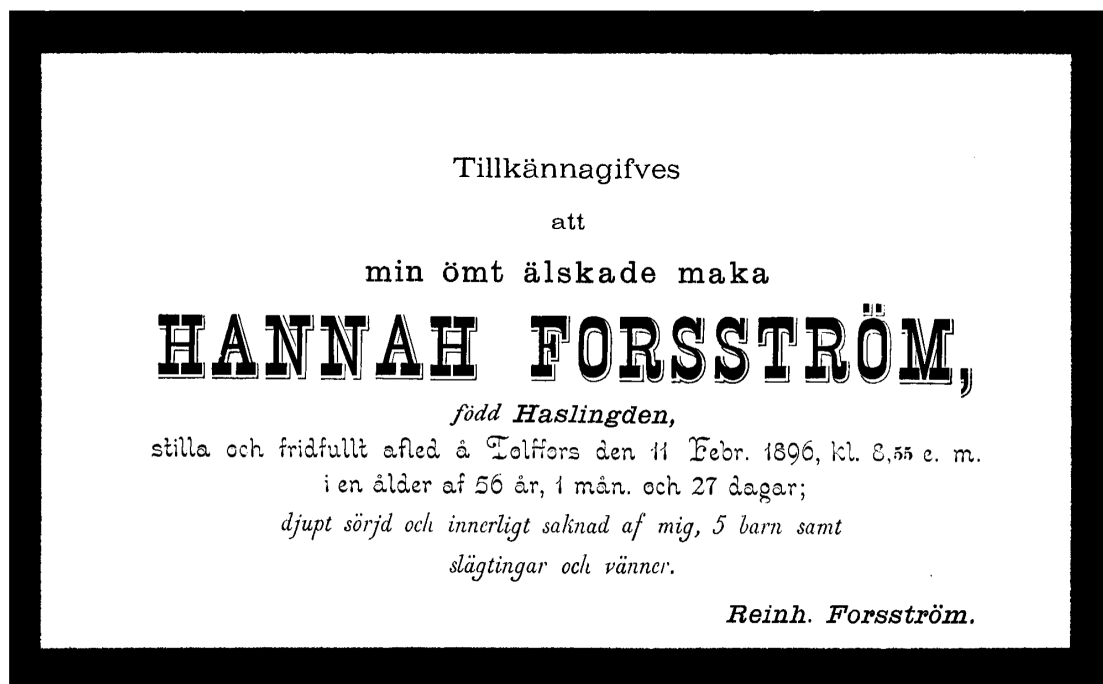 Tillkännagifves
att
min ömt älskade maka
HANNAH FORSSTRÖM,
född Haslingden,
stilla och fridfullt afled å Tolffors den 11 Febr. 1896, kl. 8,55 e. m.
i en ålder af 56 år, 1 mån. och 27 dagar;
djupt sörjd och innerligt saknad af mig, 5 barn samt
slägtingar och vänner.
Reinh. Forsström.